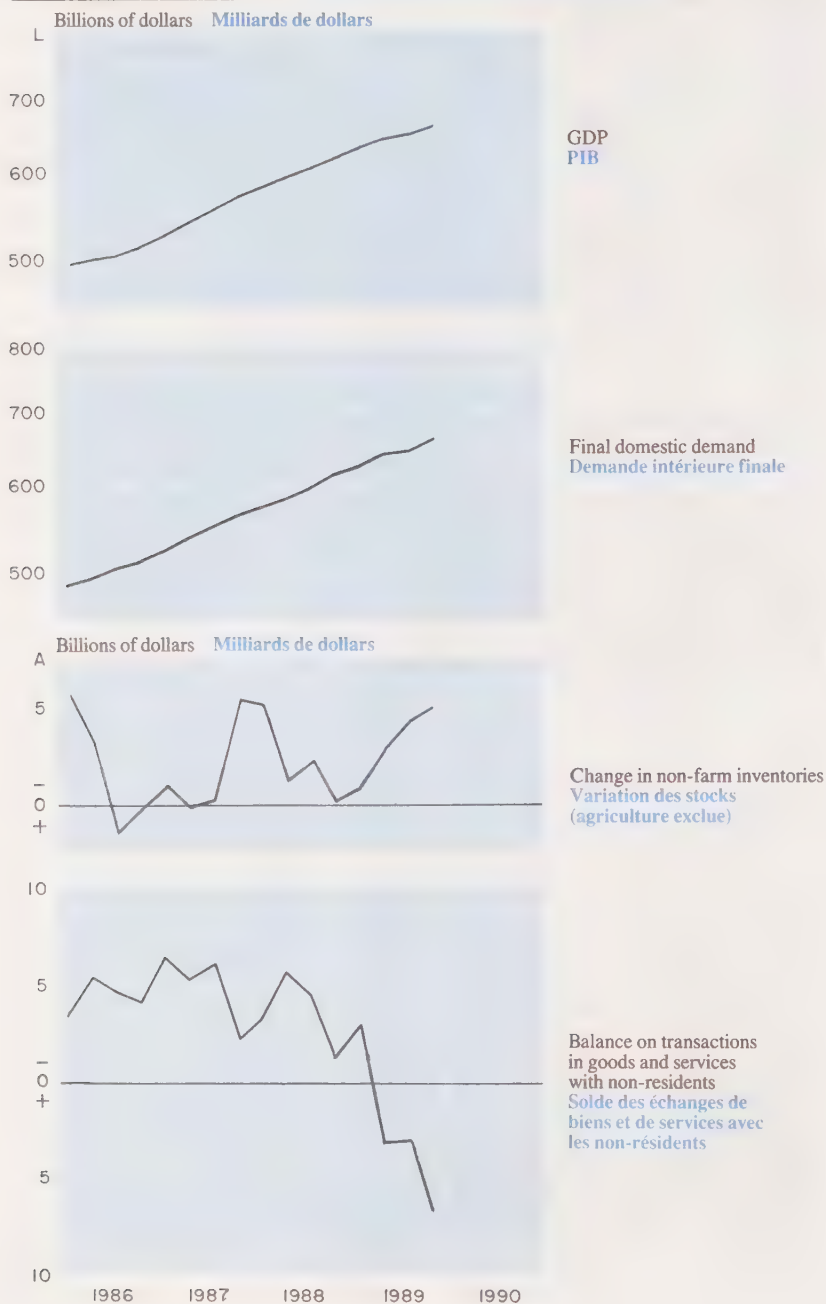 Billions of dollars Milliards de dollars
L
700
600
500
GDP
PIB
800
700
600
500
Final domestic demand
Demande intérieure finale
Billions of dollars Milliards de dollars
A
5
−
0
+
Change in non-farm inventories
Variation des stocks
(agriculture exclue)
10
5
−
0
+
5
10
Balance on transactions
in goods and services
with non-residents
Solde des échanges de
biens et de services avec
les non-résidents
1986 1987 1988 1989 1990